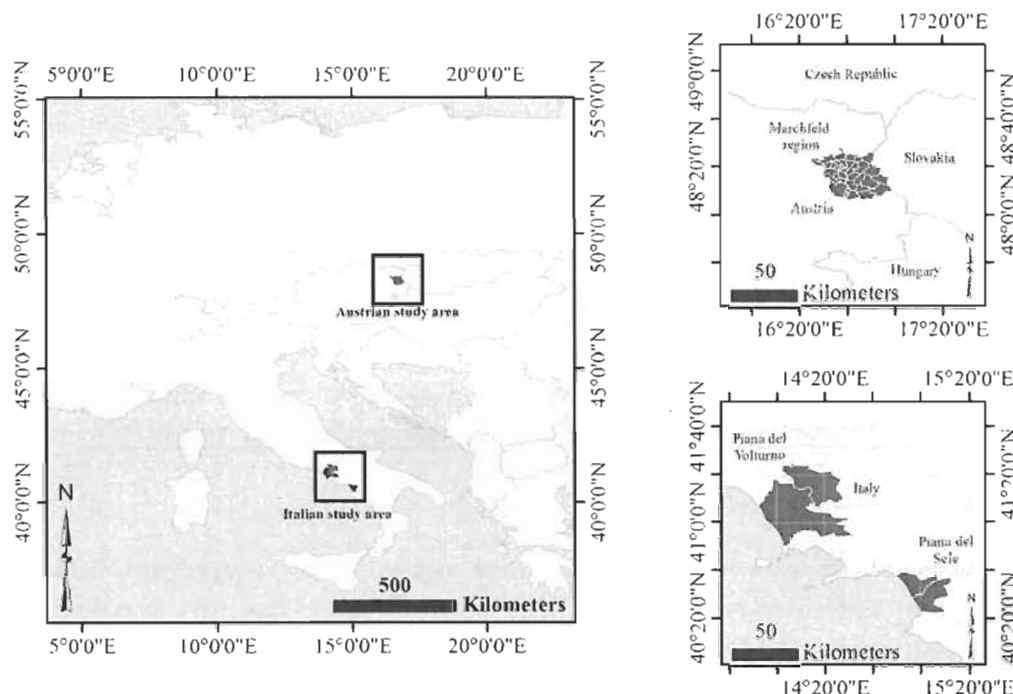 5°0'0"E 10°0'0"E 15°0'0"E 20°0'0"E
55°0'0"N
50°0'0"N
45°0'0"N
40°0'0"N
Austrian study area
Italian study area
N
500
Kilometers
55°0'0"N
50°0'0"N
45°0'0"N
40°0'0"N
5°0'0"E 10°0'0"E 15°0'0"E 20°0'0"E
16°20'0"E 17°20'0"E
49°0'0"N
48°20'0"N
Czech Republic
Marchfeld
region
Slovakia
Austria
Hungary
N
50
Kilometers
48°40'0"N
48°0'0"N
16°20'0"E 17°20'0"E
14°20'0"E 15°20'0"E
41°40'0"N
41°0'0"N
40°20'0"N
Piana del
Volturno
Italy
Piana del
Sele
N
50
Kilometers
41°20'0"N
40°40'0"N
14°20'0"E 15°20'0"E